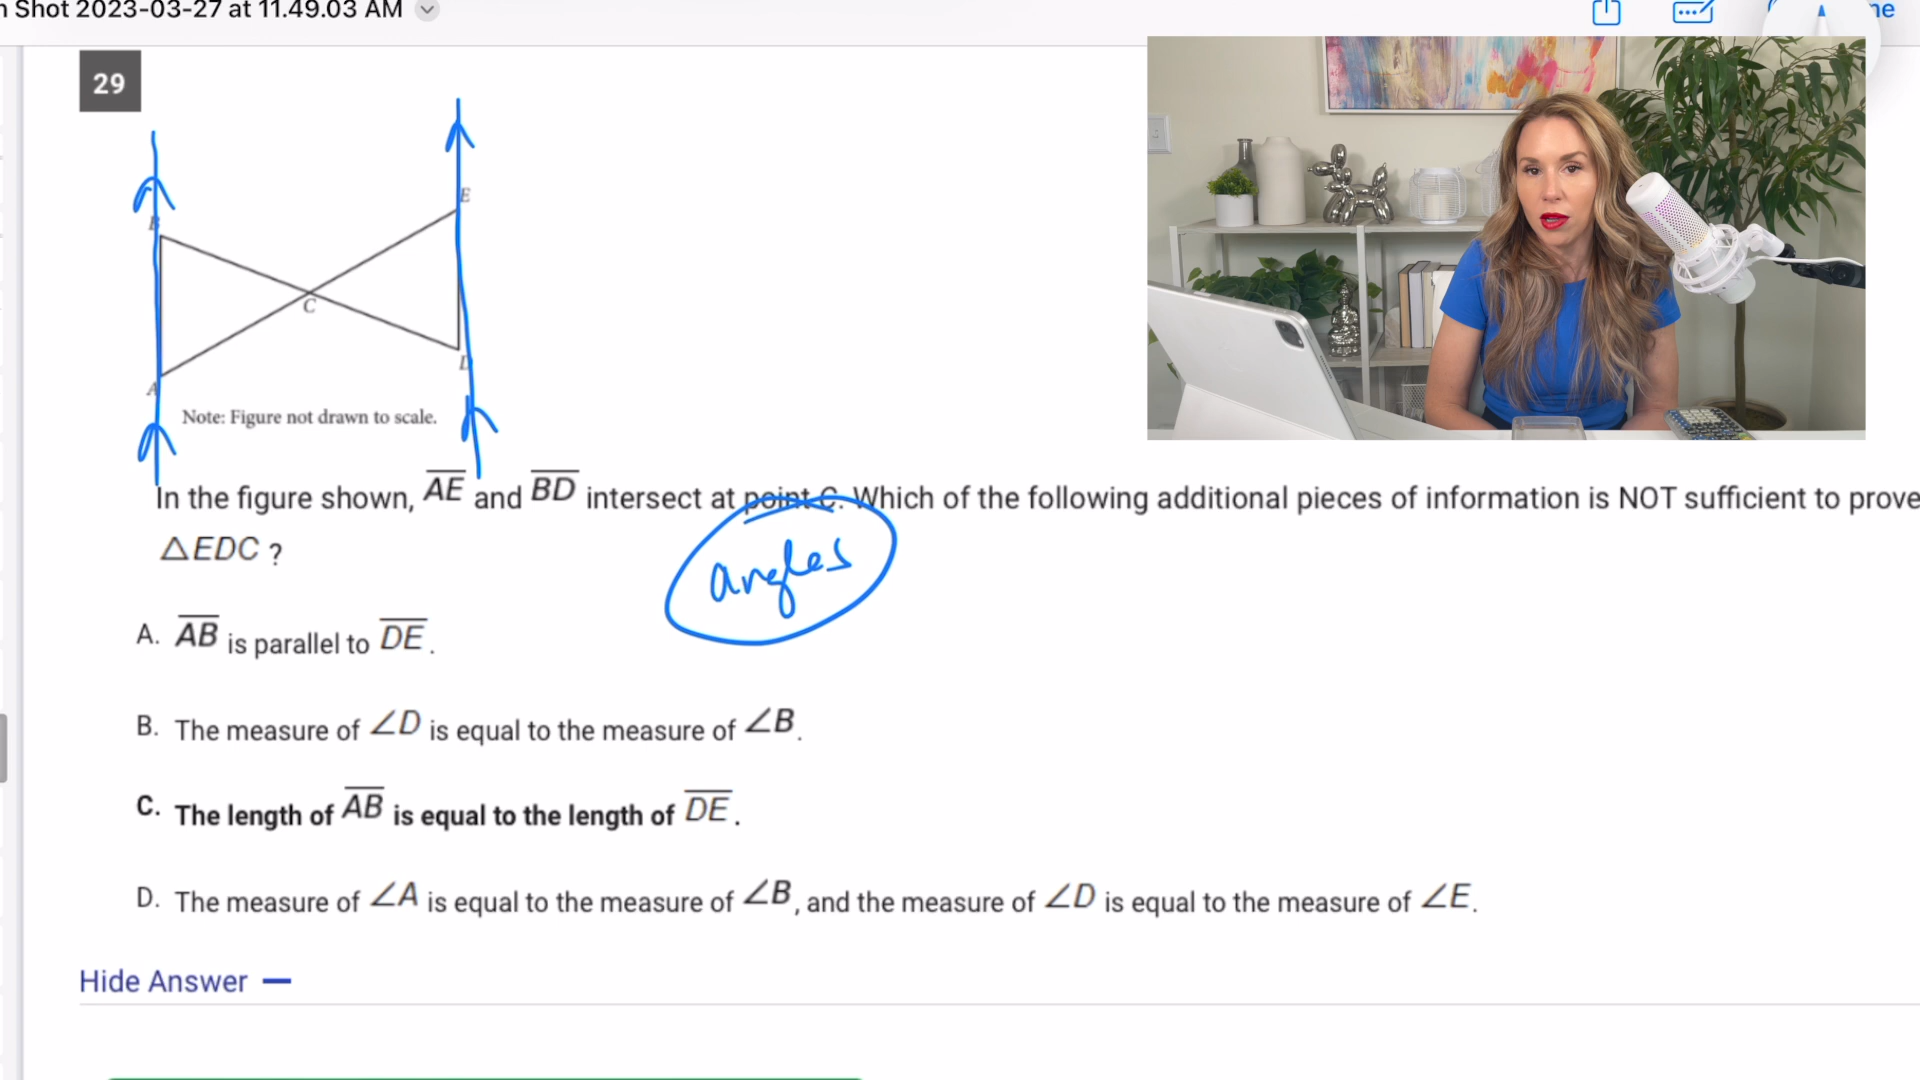 n Shot 2023-03-27 at 11.49.03 AM
29
B
E
C
A
D
Note: Figure not drawn to scale.
In the figure shown, AE and BD intersect at point C. Which of the following additional pieces of information is NOT sufficient to prove
△EDC ?
angles
A. AB is parallel to DE.
B. The measure of ∠D is equal to the measure of ∠B.
C. The length of AB is equal to the length of DE.
D. The measure of ∠A is equal to the measure of ∠B, and the measure of ∠D is equal to the measure of ∠E.
Hide Answer —